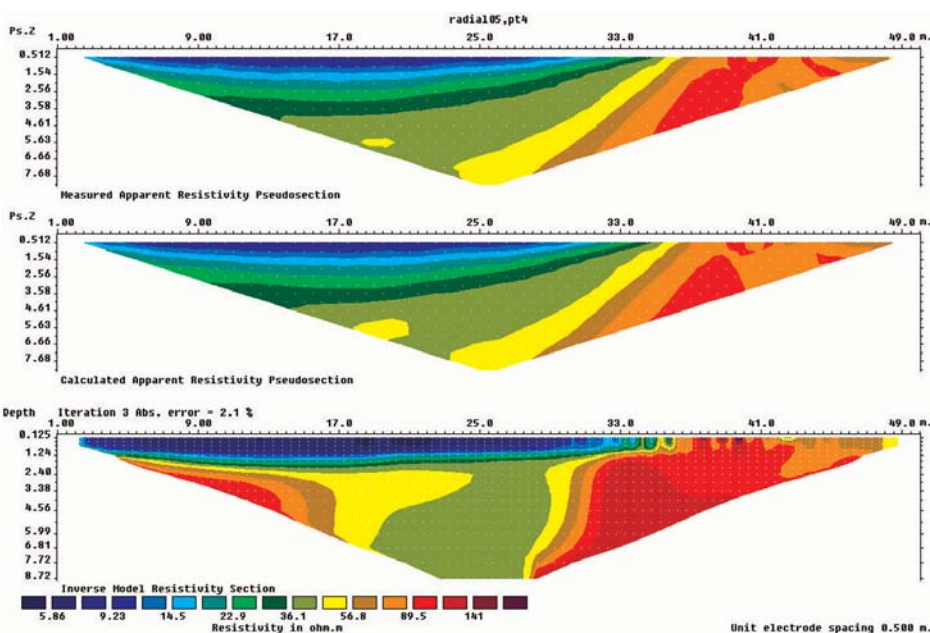 radial05,pt4
Ps.Z
1.00 9.00 17.0 25.0 33.0 41.0 49.0 m.
0.512
1.54
2.56
3.58
4.61
5.63
6.66
7.68
Measured Apparent Resistivity Pseudosection
Ps.Z
1.00 9.00 17.0 25.0 33.0 41.0 49.0 m.
0.512
1.54
2.56
3.58
4.61
5.63
6.66
7.68
Calculated Apparent Resistivity Pseudosection
Depth Iteration 3 Abs. error = 2.1 %
1.00 9.00 17.0 25.0 33.0 41.0 49.0 m.
0.125
1.24
2.40
3.38
4.56
5.99
6.81
7.72
8.72
Inverse Model Resistivity Section
5.86 9.23 14.5 22.9 36.1 56.8 89.5 141
Resistivity in ohm.m
Unit electrode spacing 0.500 m.